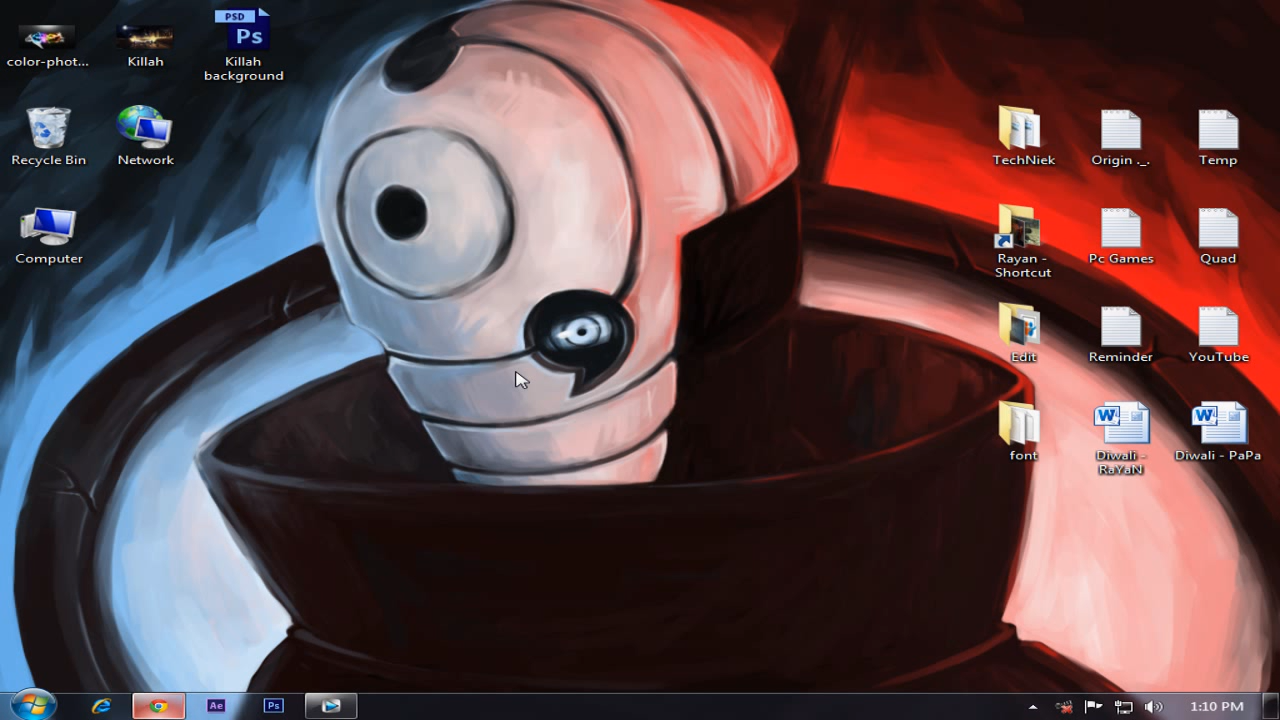 color-phot...
Killah
PSD
Ps
Killah
background
Recycle Bin
Network
Computer
TechNiek
Origin ._.
Temp
Rayan -
Shortcut
Pc Games
Quad
Edit
Reminder
YouTube
font
W
Diwali -
RaYaN
W
Diwali - PaPa
Ae
Ps
1:10 PM